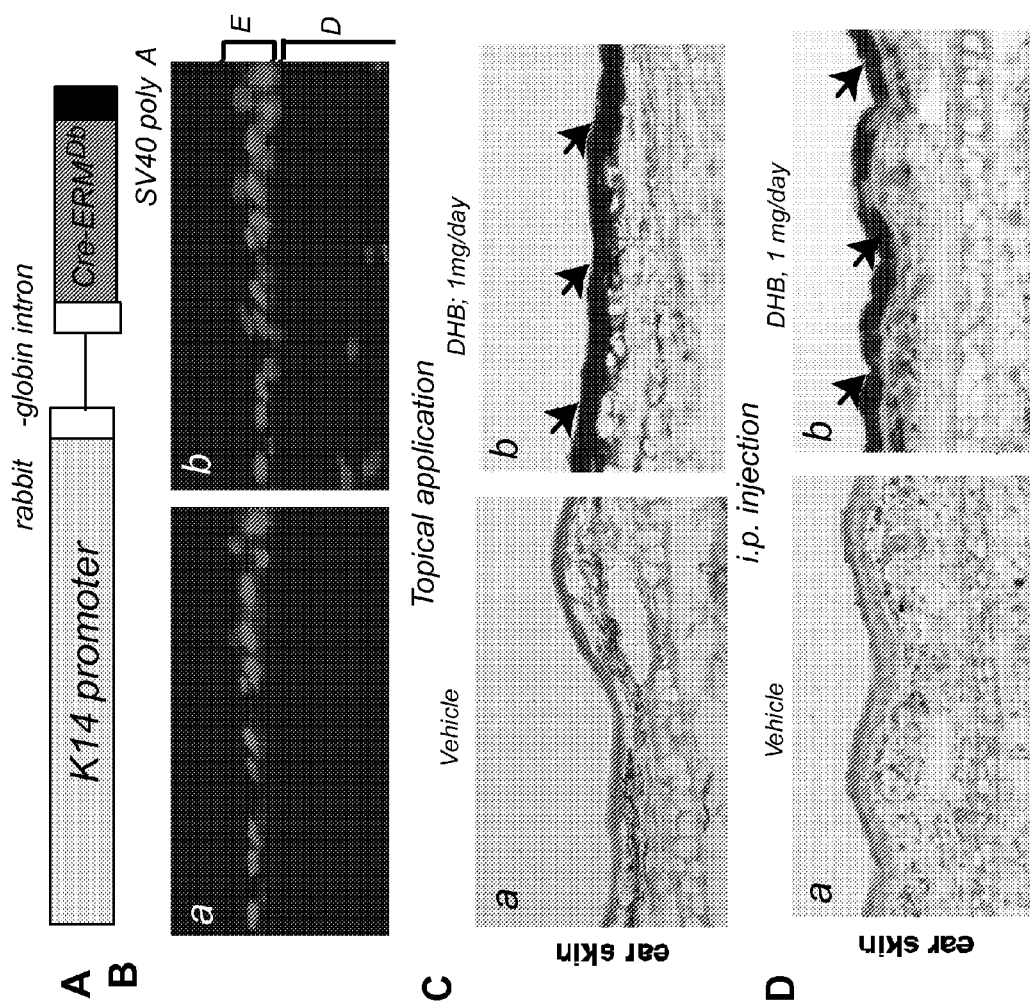 A
rabbit -globin intron
K14 promoter
Cre-ERM^Db
SV40 poly A
B
a
b
E
D
C
Topical application
Vehicle
DHB; 1mg/day
ear skin
a
b
D
i.p. injection
Vehicle
DHB, 1 mg/day
ear skin
a
b